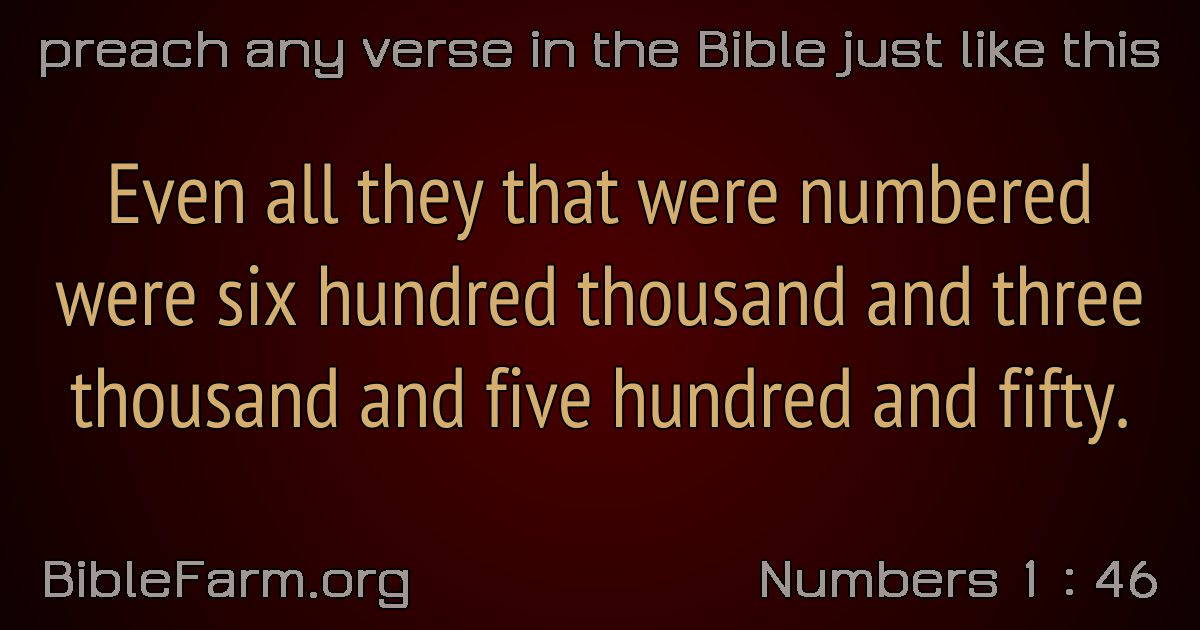 preach any verse in the Bible just like this
Even all they that were numbered
were six hundred thousand and three
thousand and five hundred and fifty.
BibleFarm.org
Numbers 1 : 46